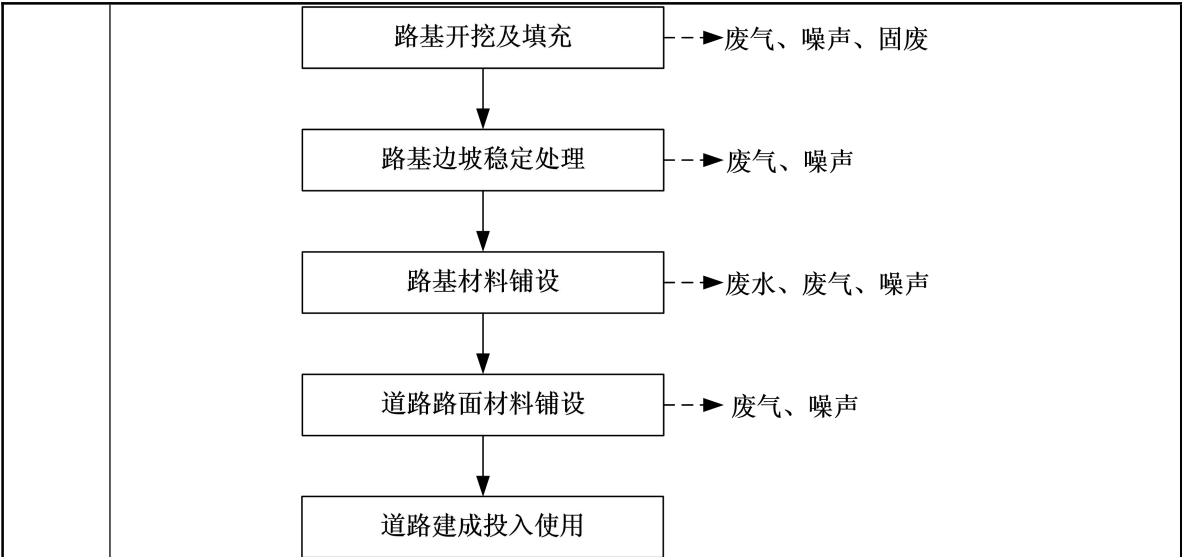 路基开挖及填充
废气、噪声、固废
路基边坡稳定处理
废气、噪声
路基材料铺设
废水、废气、噪声
道路路面材料铺设
废气、噪声
道路建成投入使用